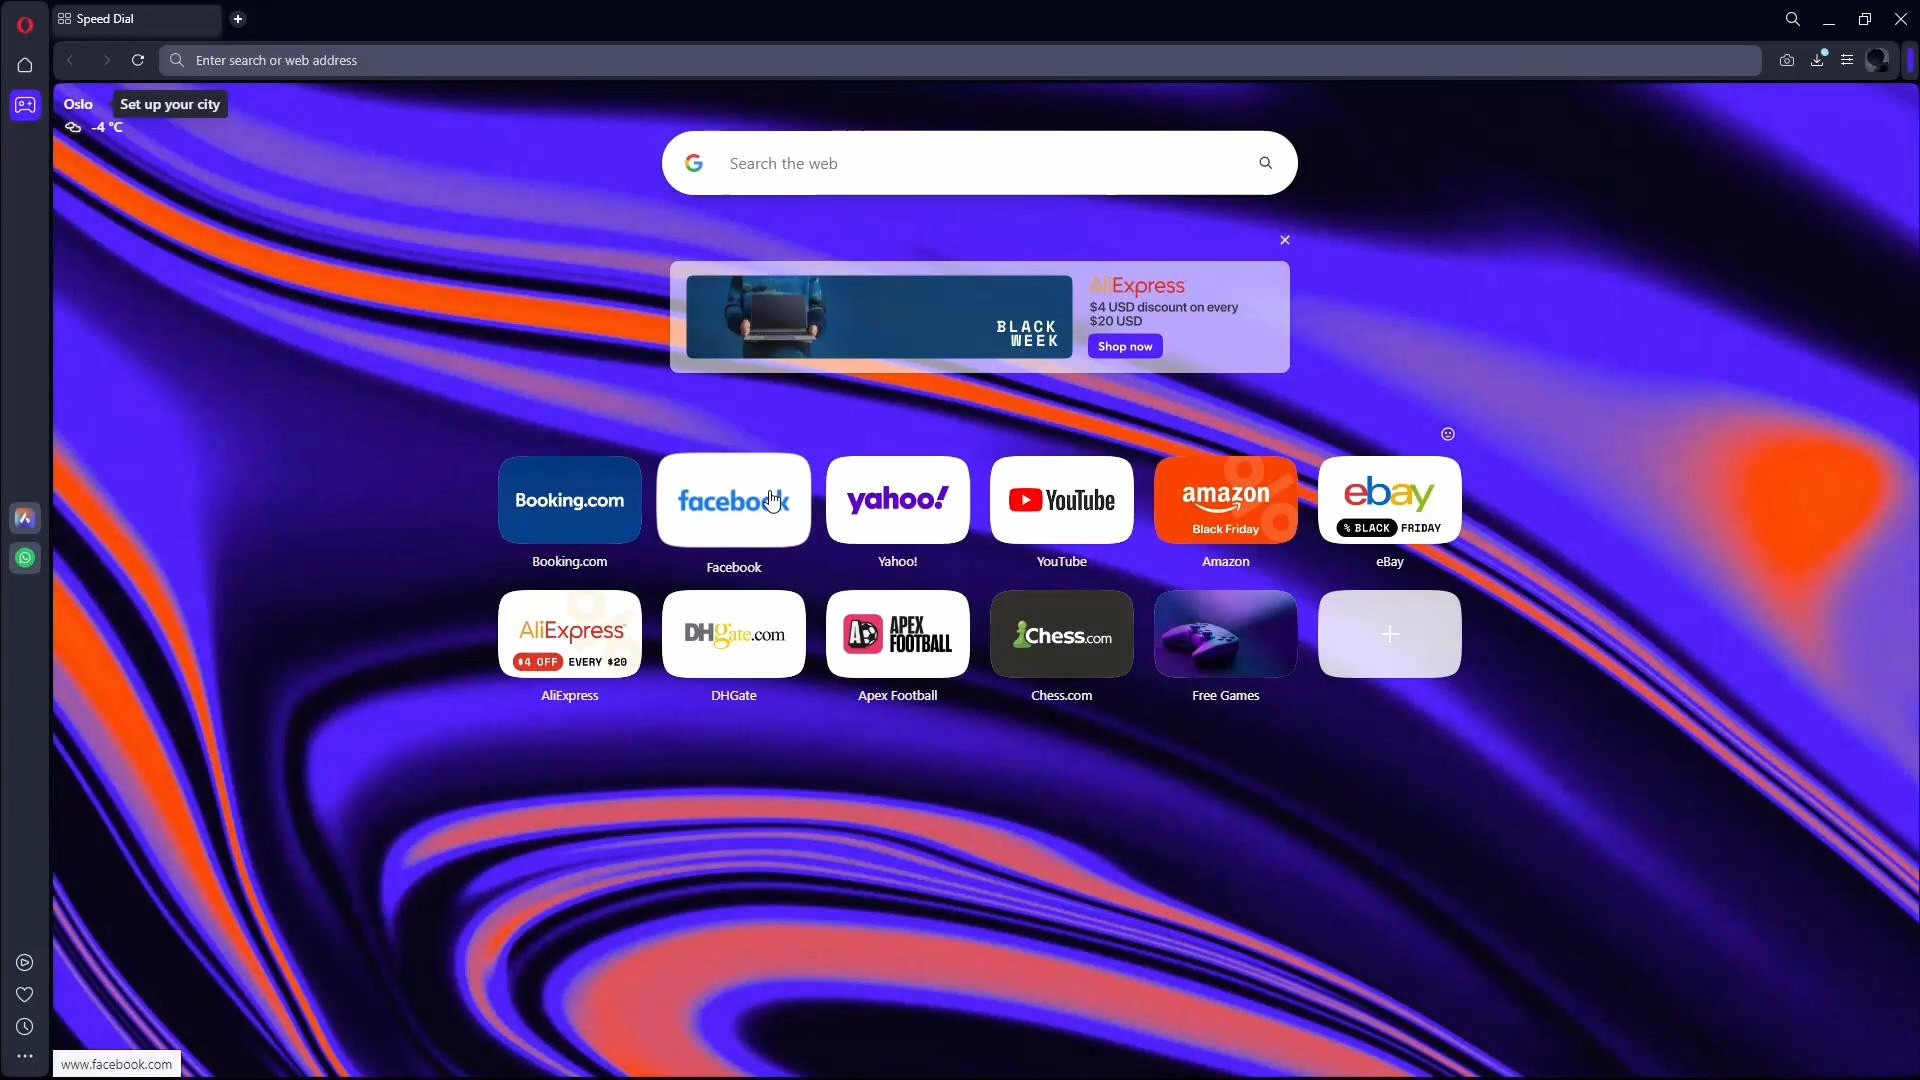 Speed Dial
Enter search or web address
Oslo
Set up your city
-4 °C
Search the web
BLACK
WEEK
AliExpress
$4 USD discount on every
$20 USD
Shop now
Booking.com
facebook
yahoo!
YouTube
amazon
Black Friday
ebay
% BLACK FRIDAY
Booking.com
Facebook
Yahoo!
YouTube
Amazon
eBay
AliExpress
$4 OFF EVERY $20
DHgate.com
APEX
FOOTBALL
Chess.com
AliExpress
DHGate
Apex Football
Chess.com
Free Games
www.facebook.com